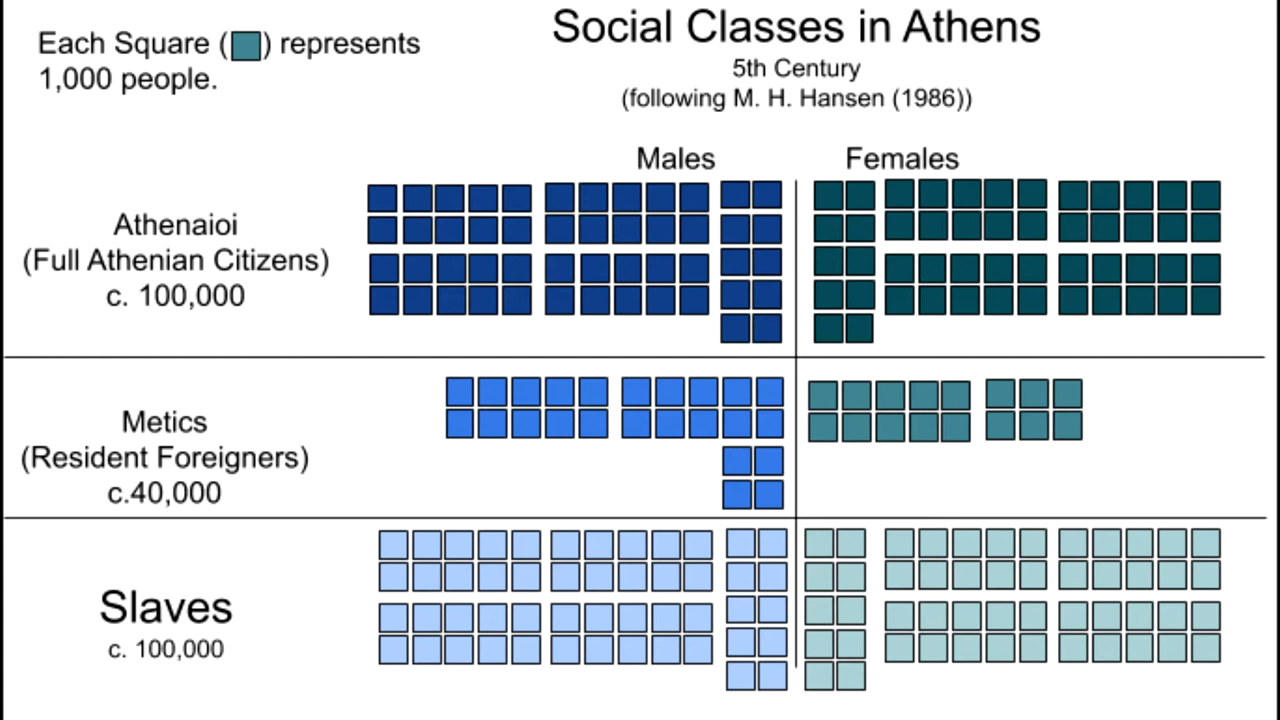 Social Classes in Athens
5th Century
(following M. H. Hansen (1986))
Each Square ( ) represents
1,000 people.
Males
Females
Athenaioi
(Full Athenian Citizens)
c. 100,000
Metics
(Resident Foreigners)
c.40,000
Slaves
c. 100,000